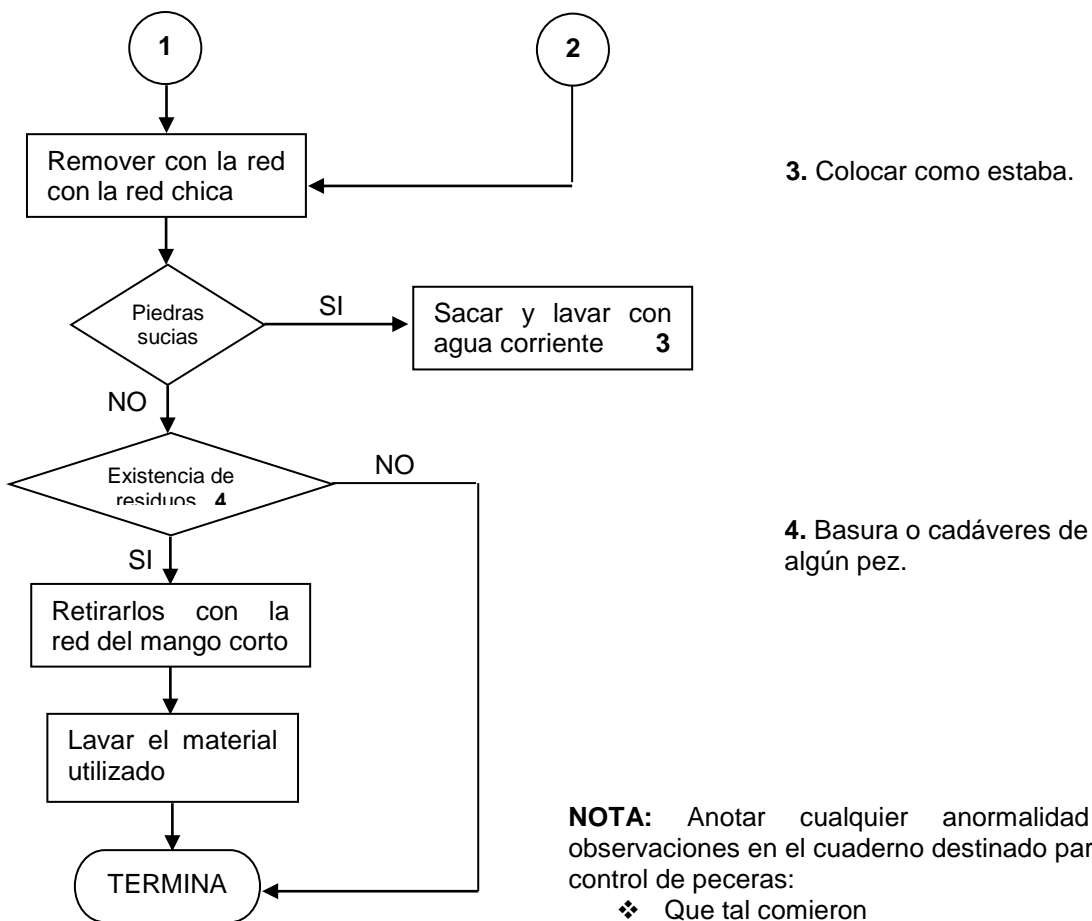 1
2
Remover con la red
con la red chica
3. Colocar como estaba.
Piedras
sucias
SI
Sacar y lavar con
agua corriente 3
NO
Existencia de
residuos 4
NO
4. Basura o cadáveres de
algún pez.
SI
Retirarlos con la
red del mango corto
Lavar el material
utilizado
NOTA: Anotar cualquier anormalidad
observaciones en el cuaderno destinado par
control de peceras:
❖ Que tal comieron
TERMINA